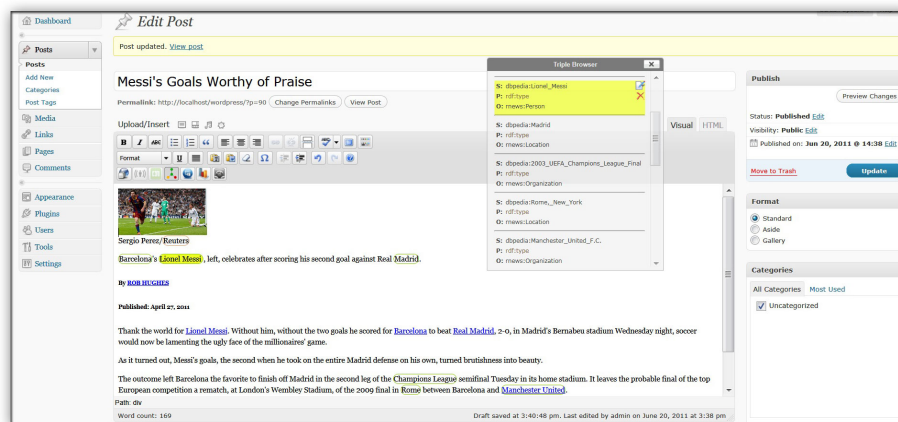 Dashboard
Edit Post
Posts
Post updated. View post
Posts
Add New
Categories
Post Tags
Media
Links
Pages
Comments
Appearance
Plugins
Users
Tools
Settings
Messi's Goals Worthy of Praise
Permalink: http://localhost/wordpress/?p=90 Change Permalinks View Post
Upload/Insert
Visual HTML
B I ABC
Format U Ω
Triple Browser
S: dbpedia:Lionel_Messi
P: rdf:type
O: rnews:Person
S: dbpedia:Madrid
P: rdf:type
O: rnews:Location
S: dbpedia:2003_UEFA_Champions_League_Final
P: rdf:type
O: rnews:Organization
S: dbpedia:Rome,_New_York
P: rdf:type
O: rnews:Location
S: dbpedia:Manchester_United_F.C.
P: rdf:type
O: rnews:Organization
Sergio Perez/Reuters
Barcelona's Lionel Messi, left, celebrates after scoring his second goal against Real Madrid.
By ROB HUGHES
Published: April 27, 2011
Thank the world for Lionel Messi. Without him, without the two goals he scored for Barcelona to beat Real Madrid, 2-0, in Madrid's Bernabeu stadium Wednesday night, soccer
would now be lamenting the ugly face of the millionaires' game.
As it turned out, Messi's goals, the second when he took on the entire Madrid defense on his own, turned brutishness into beauty.
The outcome left Barcelona the favorite to finish off Madrid in the second leg of the Champions League semifinal Tuesday in its home stadium. It leaves the probable final of the top
European competition a rematch, at London's Wembley Stadium, of the 2009 final in Rome between Barcelona and Manchester United.
Path: div
Word count: 169
Draft saved at 3:40:48 pm. Last edited by admin on June 20, 2011 at 3:38 pm
Publish
Preview Changes
Status: Published Edit
Visibility: Public Edit
Published on: Jun 20, 2011 @ 14:38 Edit
Move to Trash Update
Format
Standard
Aside
Gallery
Categories
All Categories Most Used
Uncategorized